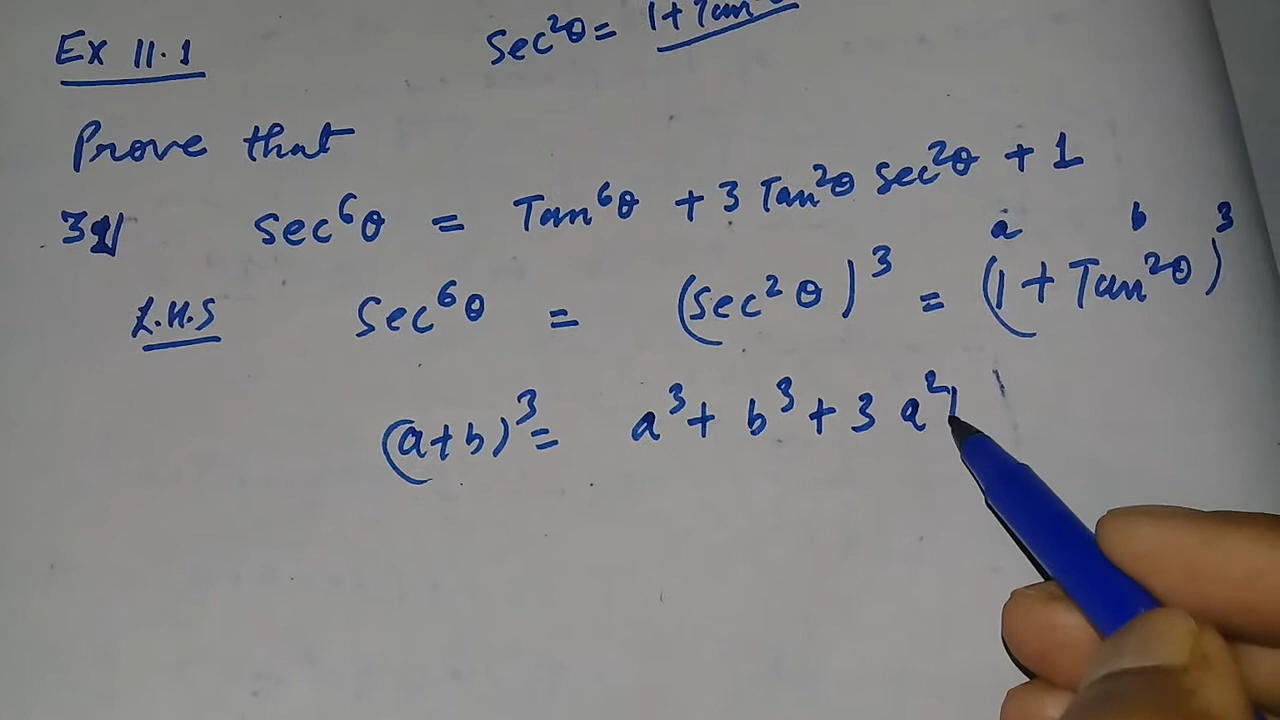 Ex 11.1
Sec²θ = 1 + Tan²θ
Prove that
39) sec⁶θ = Tan⁶θ + 3 Tan²θ sec²θ + 1
L.H.S sec⁶θ = (sec²θ)³ = (1 + Tan²θ)³
a b
(a+b)³ = a³ + b³ + 3 a²